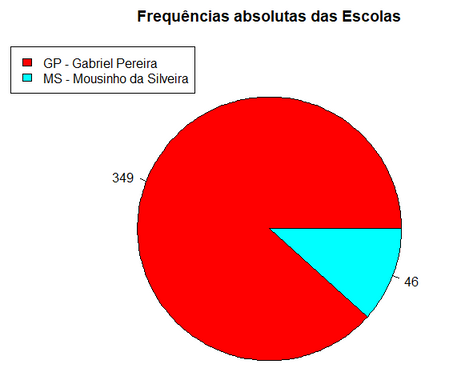 Frequências absolutas das Escolas
GP - Gabriel Pereira
MS - Mousinho da Silveira
349
46